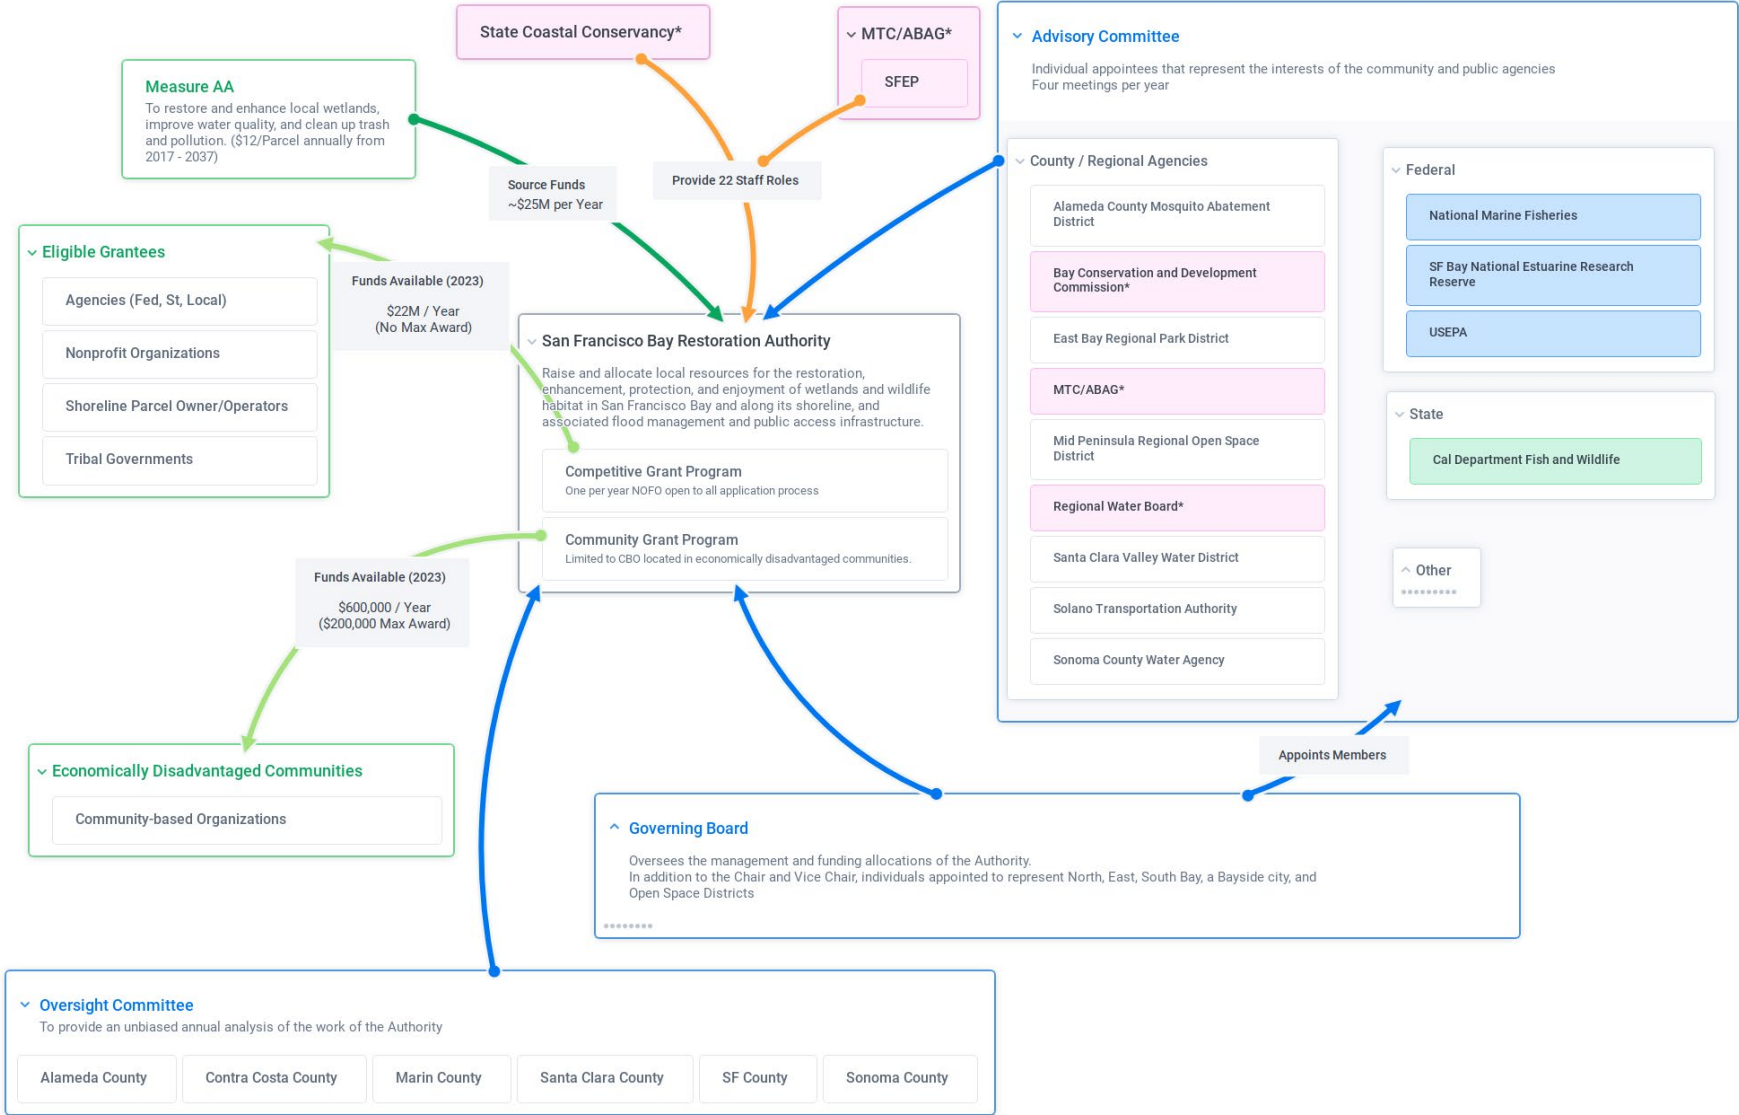 State Coastal Conservancy*
MTC/ABAG*
SFEP
Measure AA
To restore and enhance local wetlands,
improve water quality, and clean up trash
and pollution. ($12/Parcel annually from
2017 - 2037)
Source Funds
~$25M per Year
Provide 22 Staff Roles
Eligible Grantees
Agencies (Fed, St, Local)
Nonprofit Organizations
Shoreline Parcel Owner/Operators
Tribal Governments
Funds Available (2023)
$22M / Year
(No Max Award)
San Francisco Bay Restoration Authority
Raise and allocate local resources for the restoration,
enhancement, protection, and enjoyment of wetlands and wildlife
habitat in San Francisco Bay and along its shoreline, and
associated flood management and public access infrastructure.
Competitive Grant Program
One per year NOFO open to all application process
Community Grant Program
Limited to CBO located in economically disadvantaged communities.
Funds Available (2023)
$600,000 / Year
($200,000 Max Award)
Economically Disadvantaged Communities
Community-based Organizations
Advisory Committee
Individual appointees that represent the interests of the community and public agencies
Four meetings per year
County / Regional Agencies
Alameda County Mosquito Abatement
District
Bay Conservation and Development
Commission*
East Bay Regional Park District
MTC/ABAG*
Mid Peninsula Regional Open Space
District
Regional Water Board*
Santa Clara Valley Water District
Solano Transportation Authority
Sonoma County Water Agency
Federal
National Marine Fisheries
SF Bay National Estuarine Research
Reserve
USEPA
State
Cal Department Fish and Wildlife
Other
Appoints Members
Governing Board
Oversees the management and funding allocations of the Authority.
In addition to the Chair and Vice Chair, individuals appointed to represent North, East, South Bay, a Bayside city, and
Open Space Districts
Oversight Committee
To provide an unbiased annual analysis of the work of the Authority
Alameda County
Contra Costa County
Marin County
Santa Clara County
SF County
Sonoma County